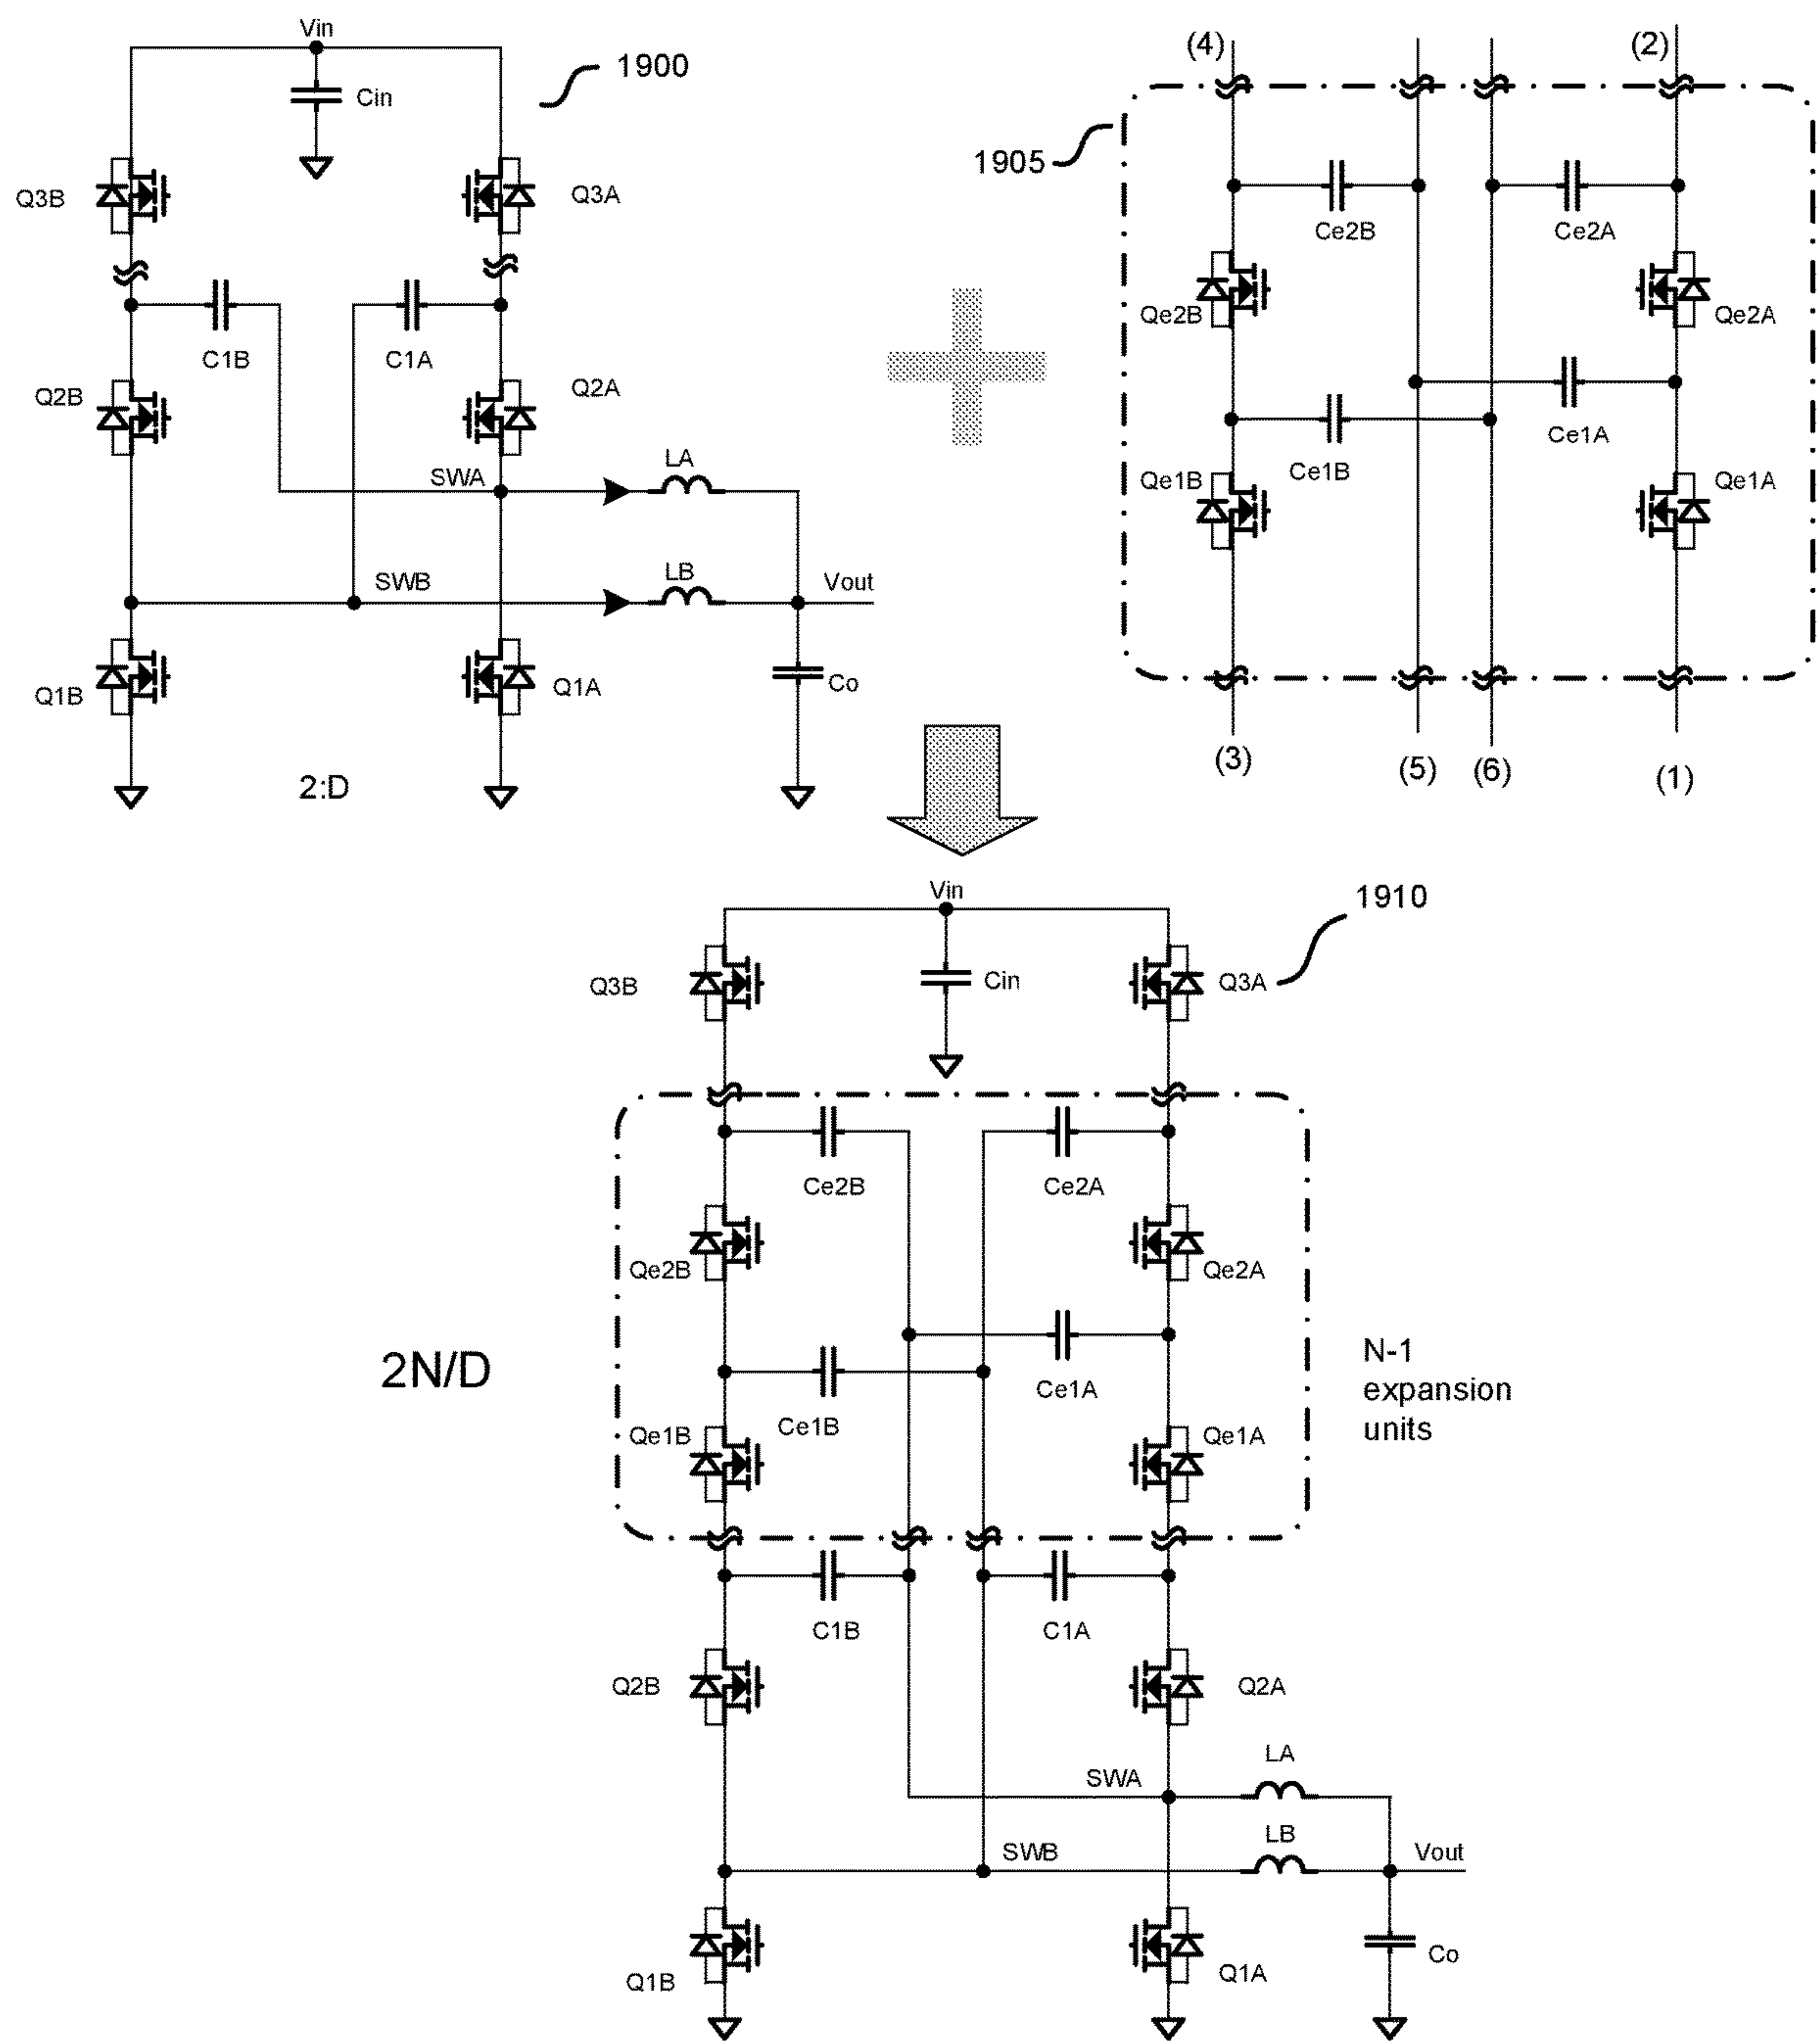 Vin
1900
Cin
Q3B
Q3A
C1B
C1A
Q2B
Q2A
SWA
LA
SWB
LB
Vout
Q1B
Q1A
Co
2:D
(4)
(2)
1905
Ce2B
Ce2A
Qe2B
Qe2A
Ce1A
Ce1B
Qe1B
Qe1A
(3)
(5)
(6)
(1)
Vin
1910
Q3B
Cin
Q3A
Ce2B
Ce2A
Qe2B
Qe2A
2N/D
Ce1A
Ce1B
Qe1B
Qe1A
N-1
expansion
units
C1B
C1A
Q2B
Q2A
SWA
LA
SWB
LB
Vout
Q1B
Q1A
Co